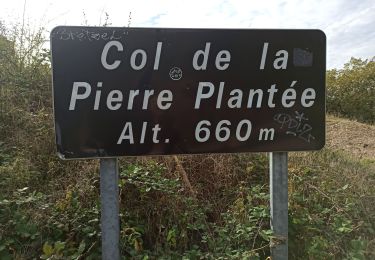 Col de la
Pierre Plantée
Alt. 660 m